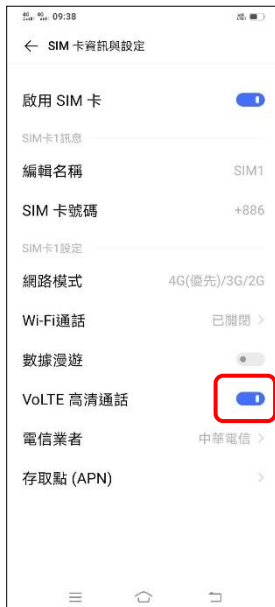 4G 4G 09:38
← SIM 卡資訊與設定
啟用 SIM 卡
SIM卡1訊息
編輯名稱 SIM1
SIM 卡號碼 +886
SIM卡1設定
網路模式 4G(優先)/3G/2G
Wi-Fi通話 已關閉 >
數據漫遊
VoLTE 高清通話
電信業者 中華電信 >
存取點 (APN) >